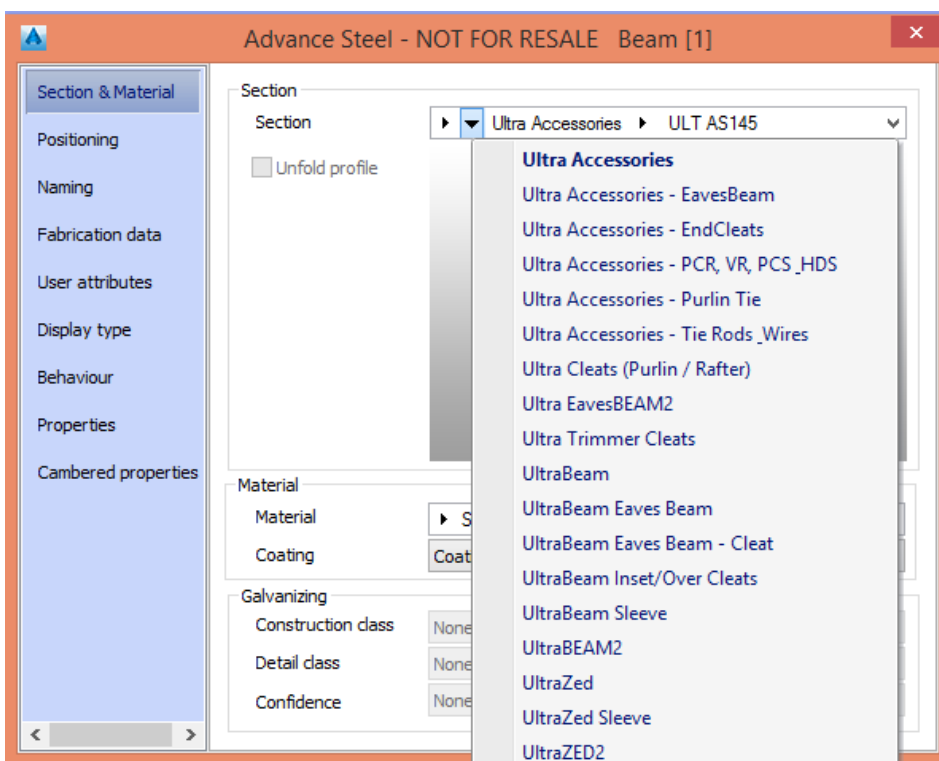 Advance Steel - NOT FOR RESALE Beam [1]
Section & Material
Positioning
Naming
Fabrication data
User attributes
Display type
Behaviour
Properties
Cambered properties
Section
Section
Ultra Accessories
ULT AS145
Unfold profile
Ultra Accessories
Ultra Accessories - EavesBeam
Ultra Accessories - EndCleats
Ultra Accessories - PCR, VR, PCS_HDS
Ultra Accessories - Purlin Tie
Ultra Accessories - Tie Rods_Wires
Ultra Cleats (Purlin / Rafter)
Ultra EavesBEAM2
Ultra Trimmer Cleats
UltraBeam
UltraBeam Eaves Beam
UltraBeam Eaves Beam - Cleat
UltraBeam Inset/Over Cleats
UltraBeam Sleeve
UltraBEAM2
UltraZed
UltraZed Sleeve
UltraZED2
Material
Material
S
Coating
Coat
Galvanizing
Construction class
None
Detail class
None
Confidence
None